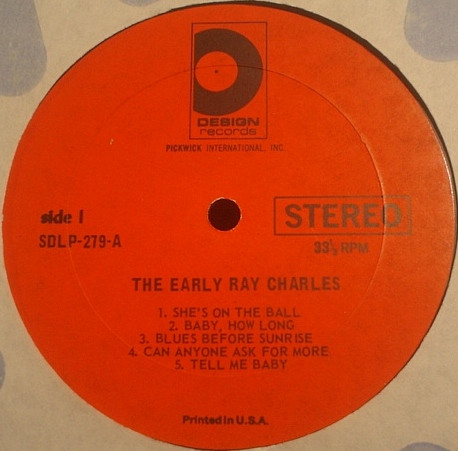 DESIGN
records
PICKWICK INTERNATIONAL, INC.
side 1
STEREO
SDLP-279-A
33⅓ RPM
THE EARLY RAY CHARLES
1. SHE'S ON THE BALL
2. BABY, HOW LONG
3. BLUES BEFORE SUNRISE
4. CAN ANYONE ASK FOR MORE
5. TELL ME BABY
Printed in U.S.A.